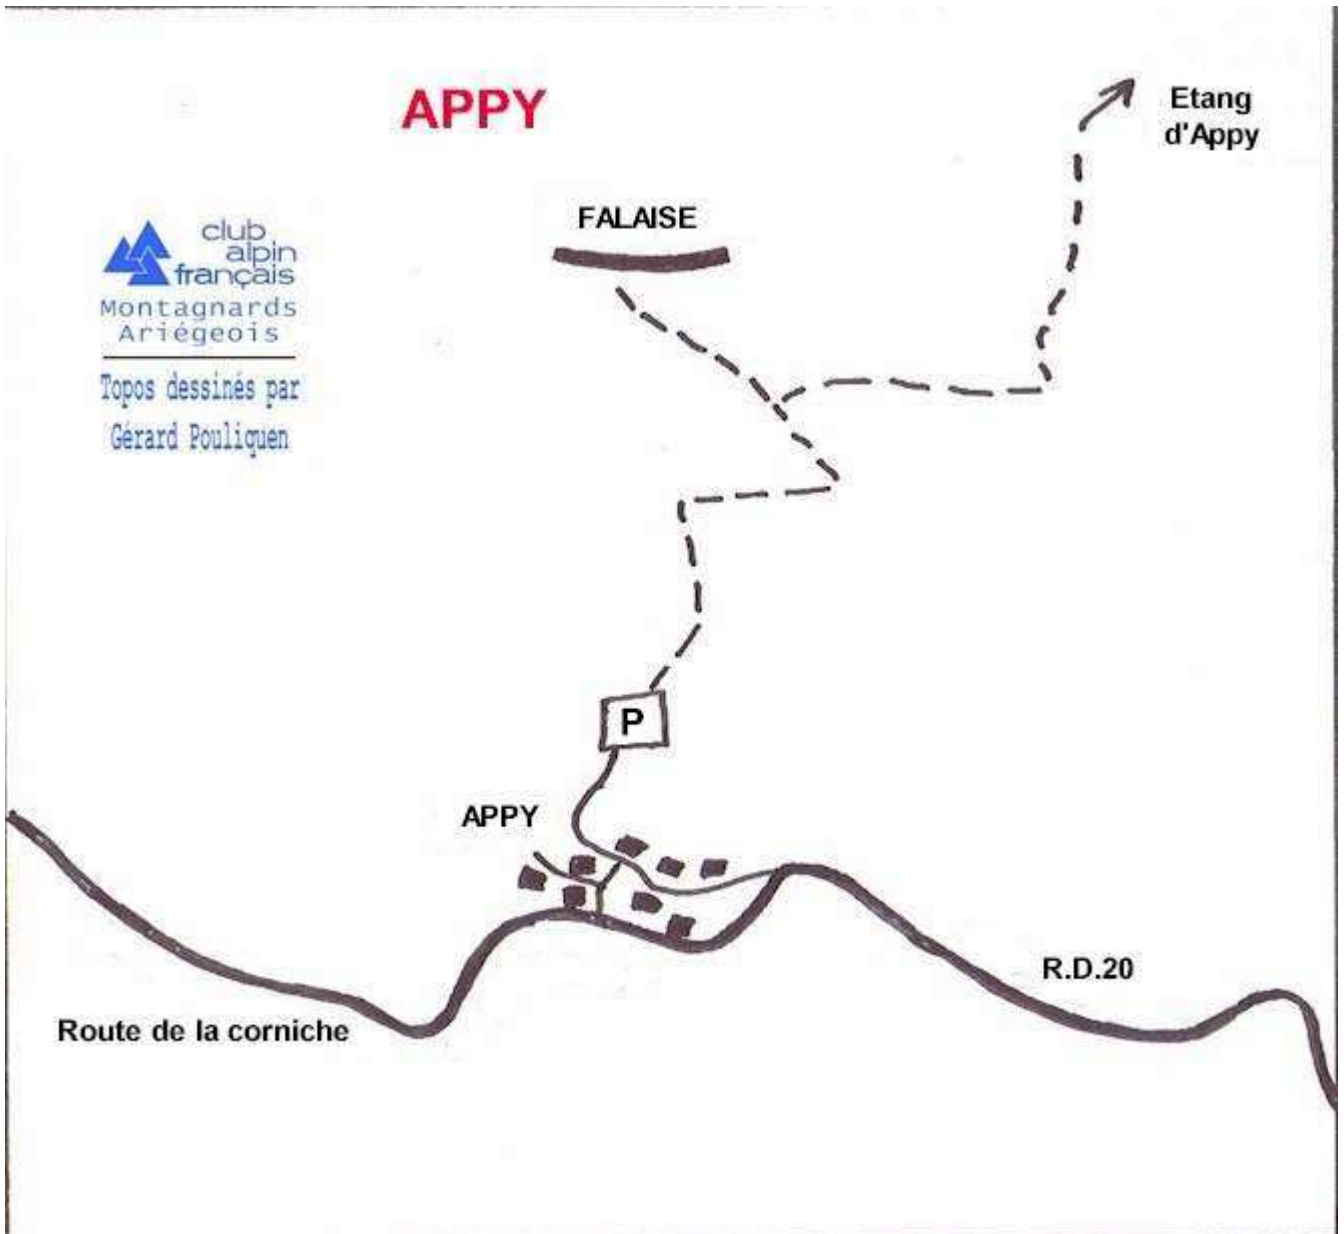 APPY
Etang
d'Appy
FALAISE
club
alpin
français
Montagnards
Ariégeois
Topos dessinés par
Gérard Pouliquen
P
APPY
R.D.20
Route de la corniche